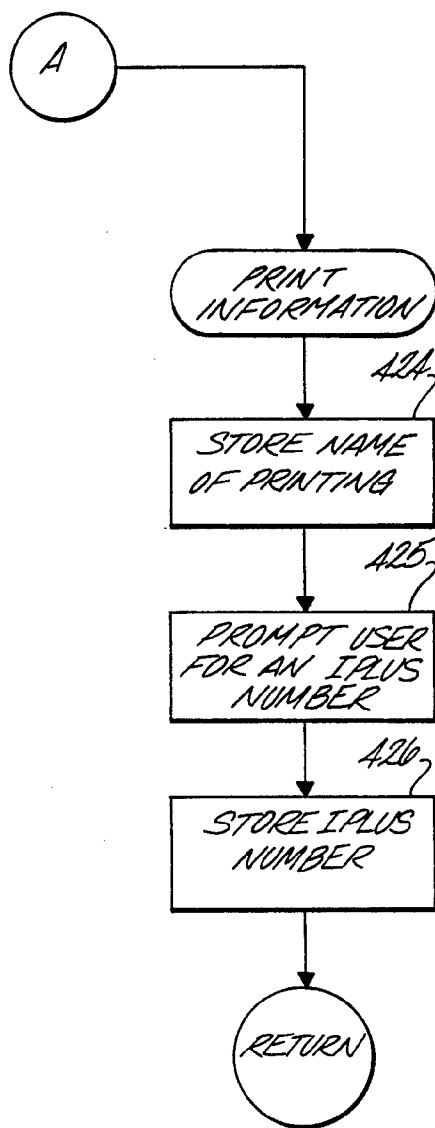 A
PRINT
INFORMATION
424
STORE NAME
OF PRINTING
425
PROMPT USER
FOR AN IPLUS
NUMBER
426
STORE IPLUS
NUMBER
RETURN